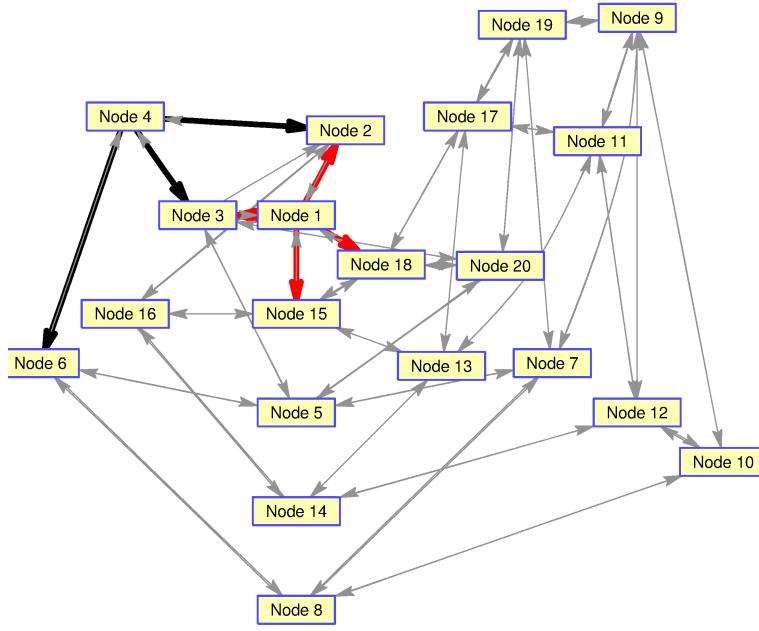 Node 9
Node 19
Node 4
Node 17
Node 2
Node 11
Node 3
Node 1
Node 18
Node 20
Node 16
Node 15
Node 6
Node 13
Node 7
Node 5
Node 12
Node 10
Node 14
Node 8